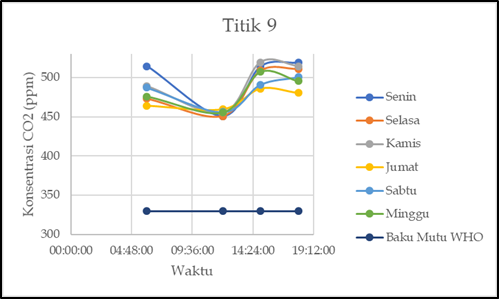 Titik 9
Konsentrasi CO2 (ppm)
500
450
400
350
300
00:00:00 04:48:00 09:36:00 14:24:00 19:12:00
Waktu
Senin
Selasa
Kamis
Jumat
Sabtu
Minggu
Baku Mutu WHO